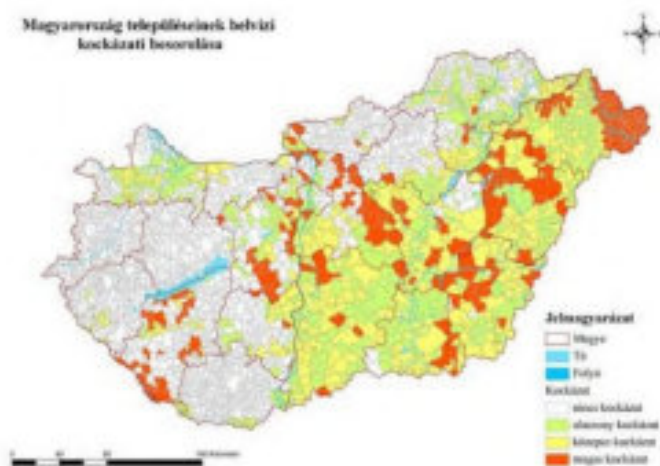 Magyarország településeinek belvízi
kockázati besorolása
Jelmagyarázat
Megye
Tó
Folyó
Kockázat
nincs kockázat
alacsony kockázat
közepes kockázat
magas kockázat